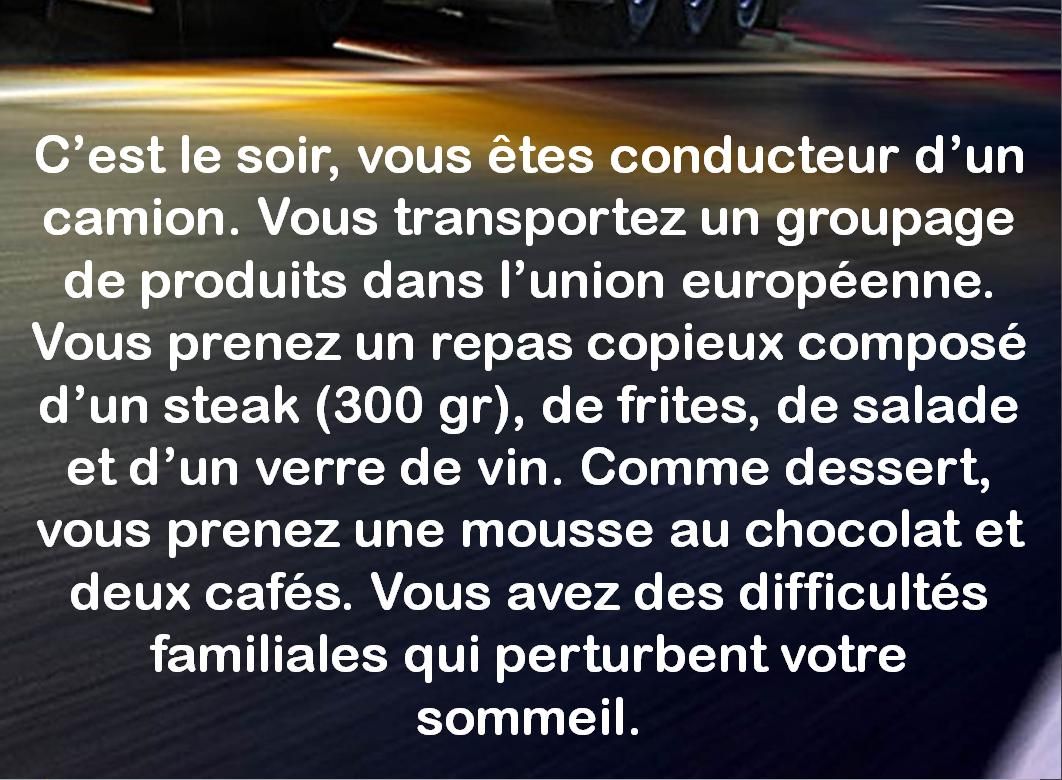 C’est le soir, vous êtes conducteur d’un
camion. Vous transportez un groupage
de produits dans l’union européenne.
Vous prenez un repas copieux composé
d’un steak (300 gr), de frites, de salade
et d’un verre de vin. Comme dessert,
vous prenez une mousse au chocolat et
deux cafés. Vous avez des difficultés
familiales qui perturbent votre
sommeil.